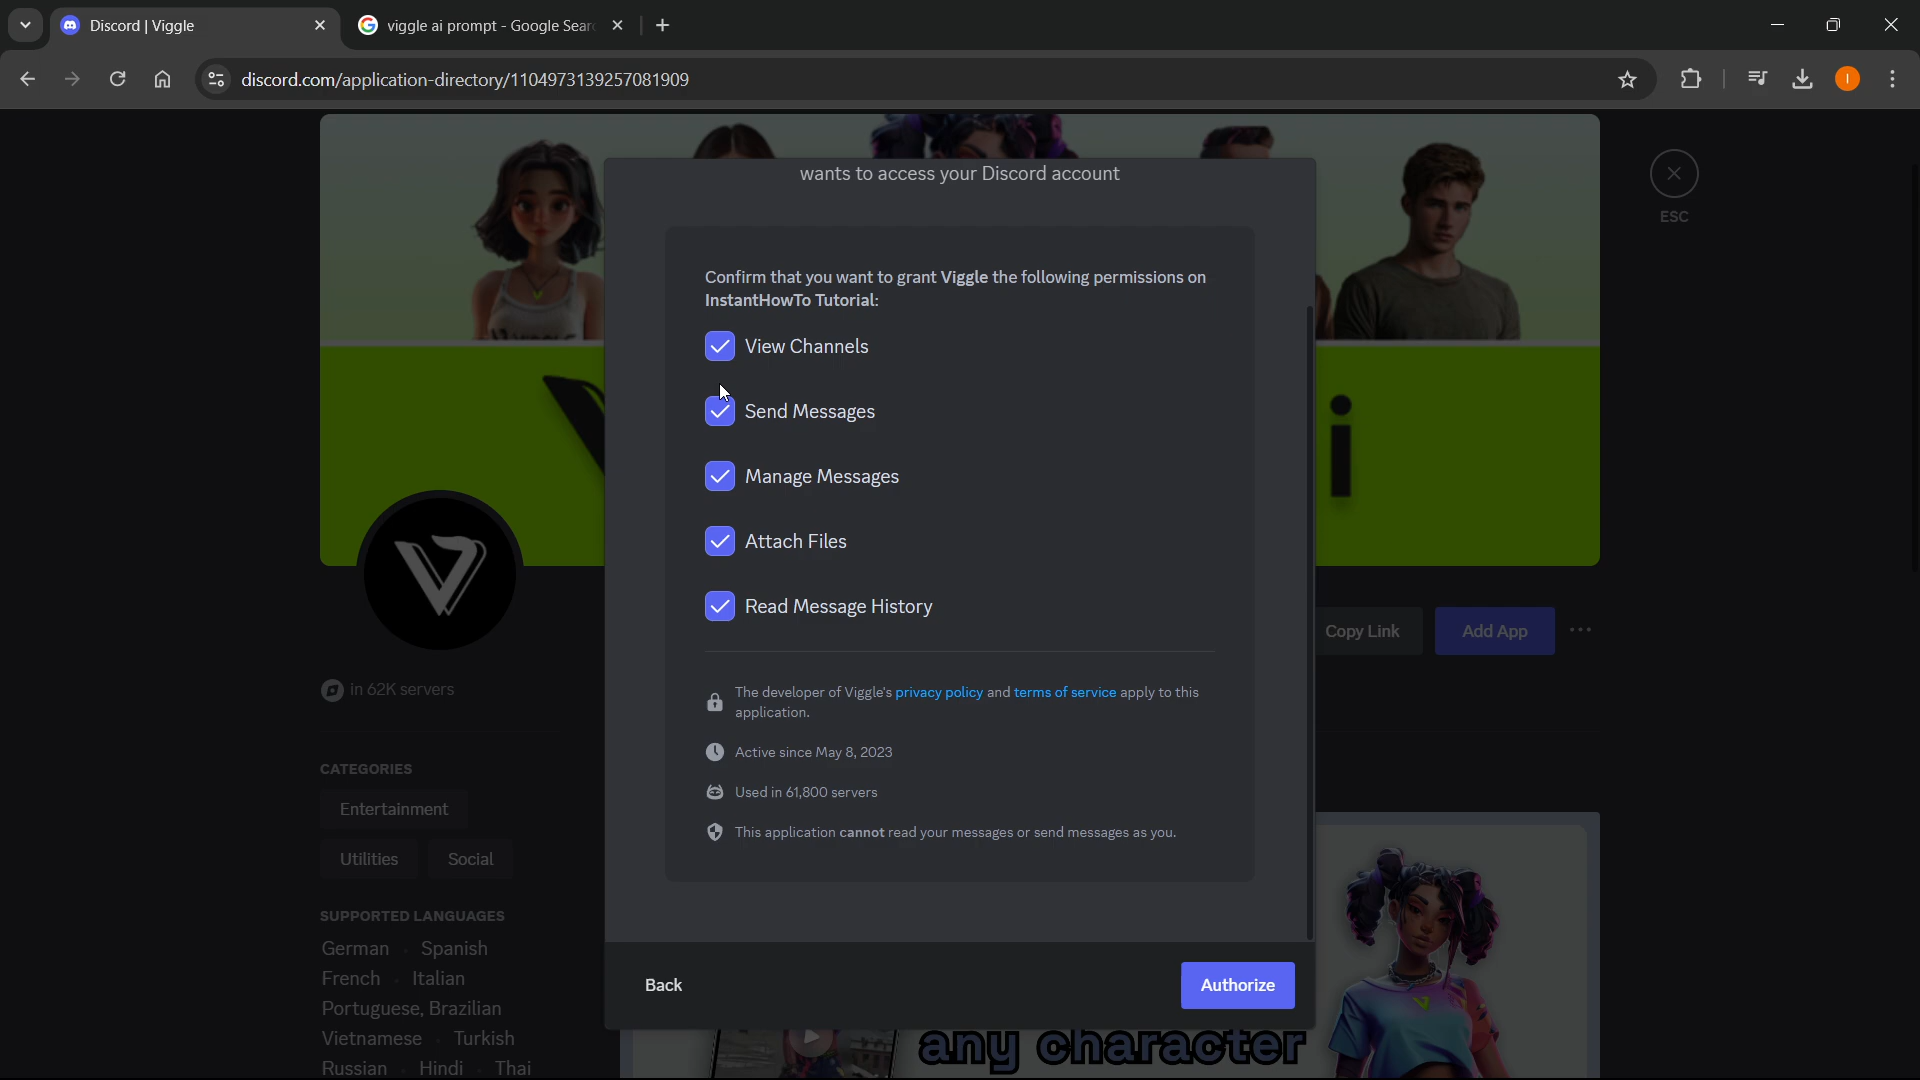 Discord | Viggle
viggle ai prompt - Google Sear
discord.com/application-directory/1104973139257081909
I
wants to access your Discord account
ESC
Confirm that you want to grant Viggle the following permissions on
InstantHowTo Tutorial:
View Channels
Send Messages
Manage Messages
Attach Files
Read Message History
The developer of Viggle's privacy policy and terms of service apply to this
application.
Active since May 8, 2023
Used in 61,800 servers
This application cannot read your messages or send messages as you.
Back
Authorize
Copy Link
Add App
in 62K servers
CATEGORIES
Entertainment
Utilities
Social
SUPPORTED LANGUAGES
German · Spanish
French · Italian
Portuguese, Brazilian
Vietnamese · Turkish
Russian · Hindi · Thai
any character